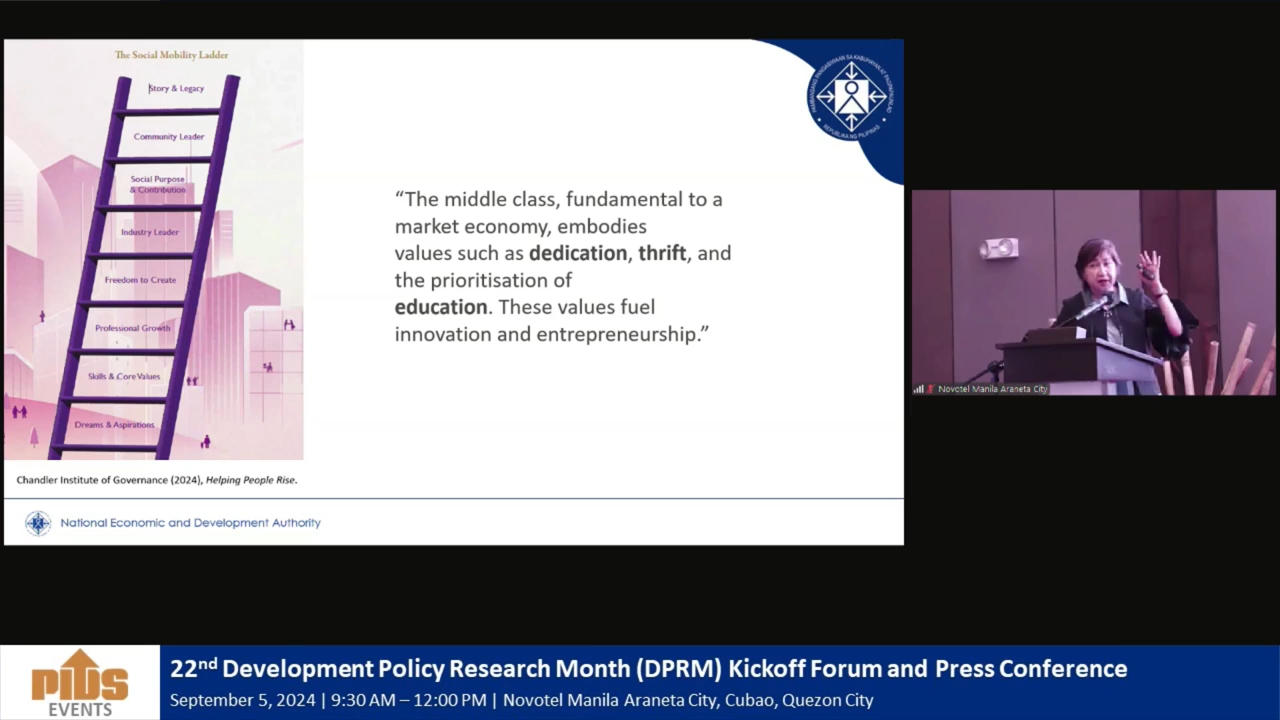 The Social Mobility Ladder
Story & Legacy
Community Leader
Social Purpose
& Contribution
Industry Leader
Freedom to Create
Professional Growth
Skills & Core Values
Dreams & Aspirations
Chandler Institute of Governance (2024), Helping People Rise.
“The middle class, fundamental to a
market economy, embodies
values such as dedication, thrift, and
the prioritisation of
education. These values fuel
innovation and entrepreneurship.”
REPUBLIKA NG PILIPINAS
National Economic and Development Authority
Novotel Manila Araneta City
PIDS
EVENTS
22nd Development Policy Research Month (DPRM) Kickoff Forum and Press Conference
September 5, 2024 | 9:30 AM – 12:00 PM | Novotel Manila Araneta City, Cubao, Quezon City